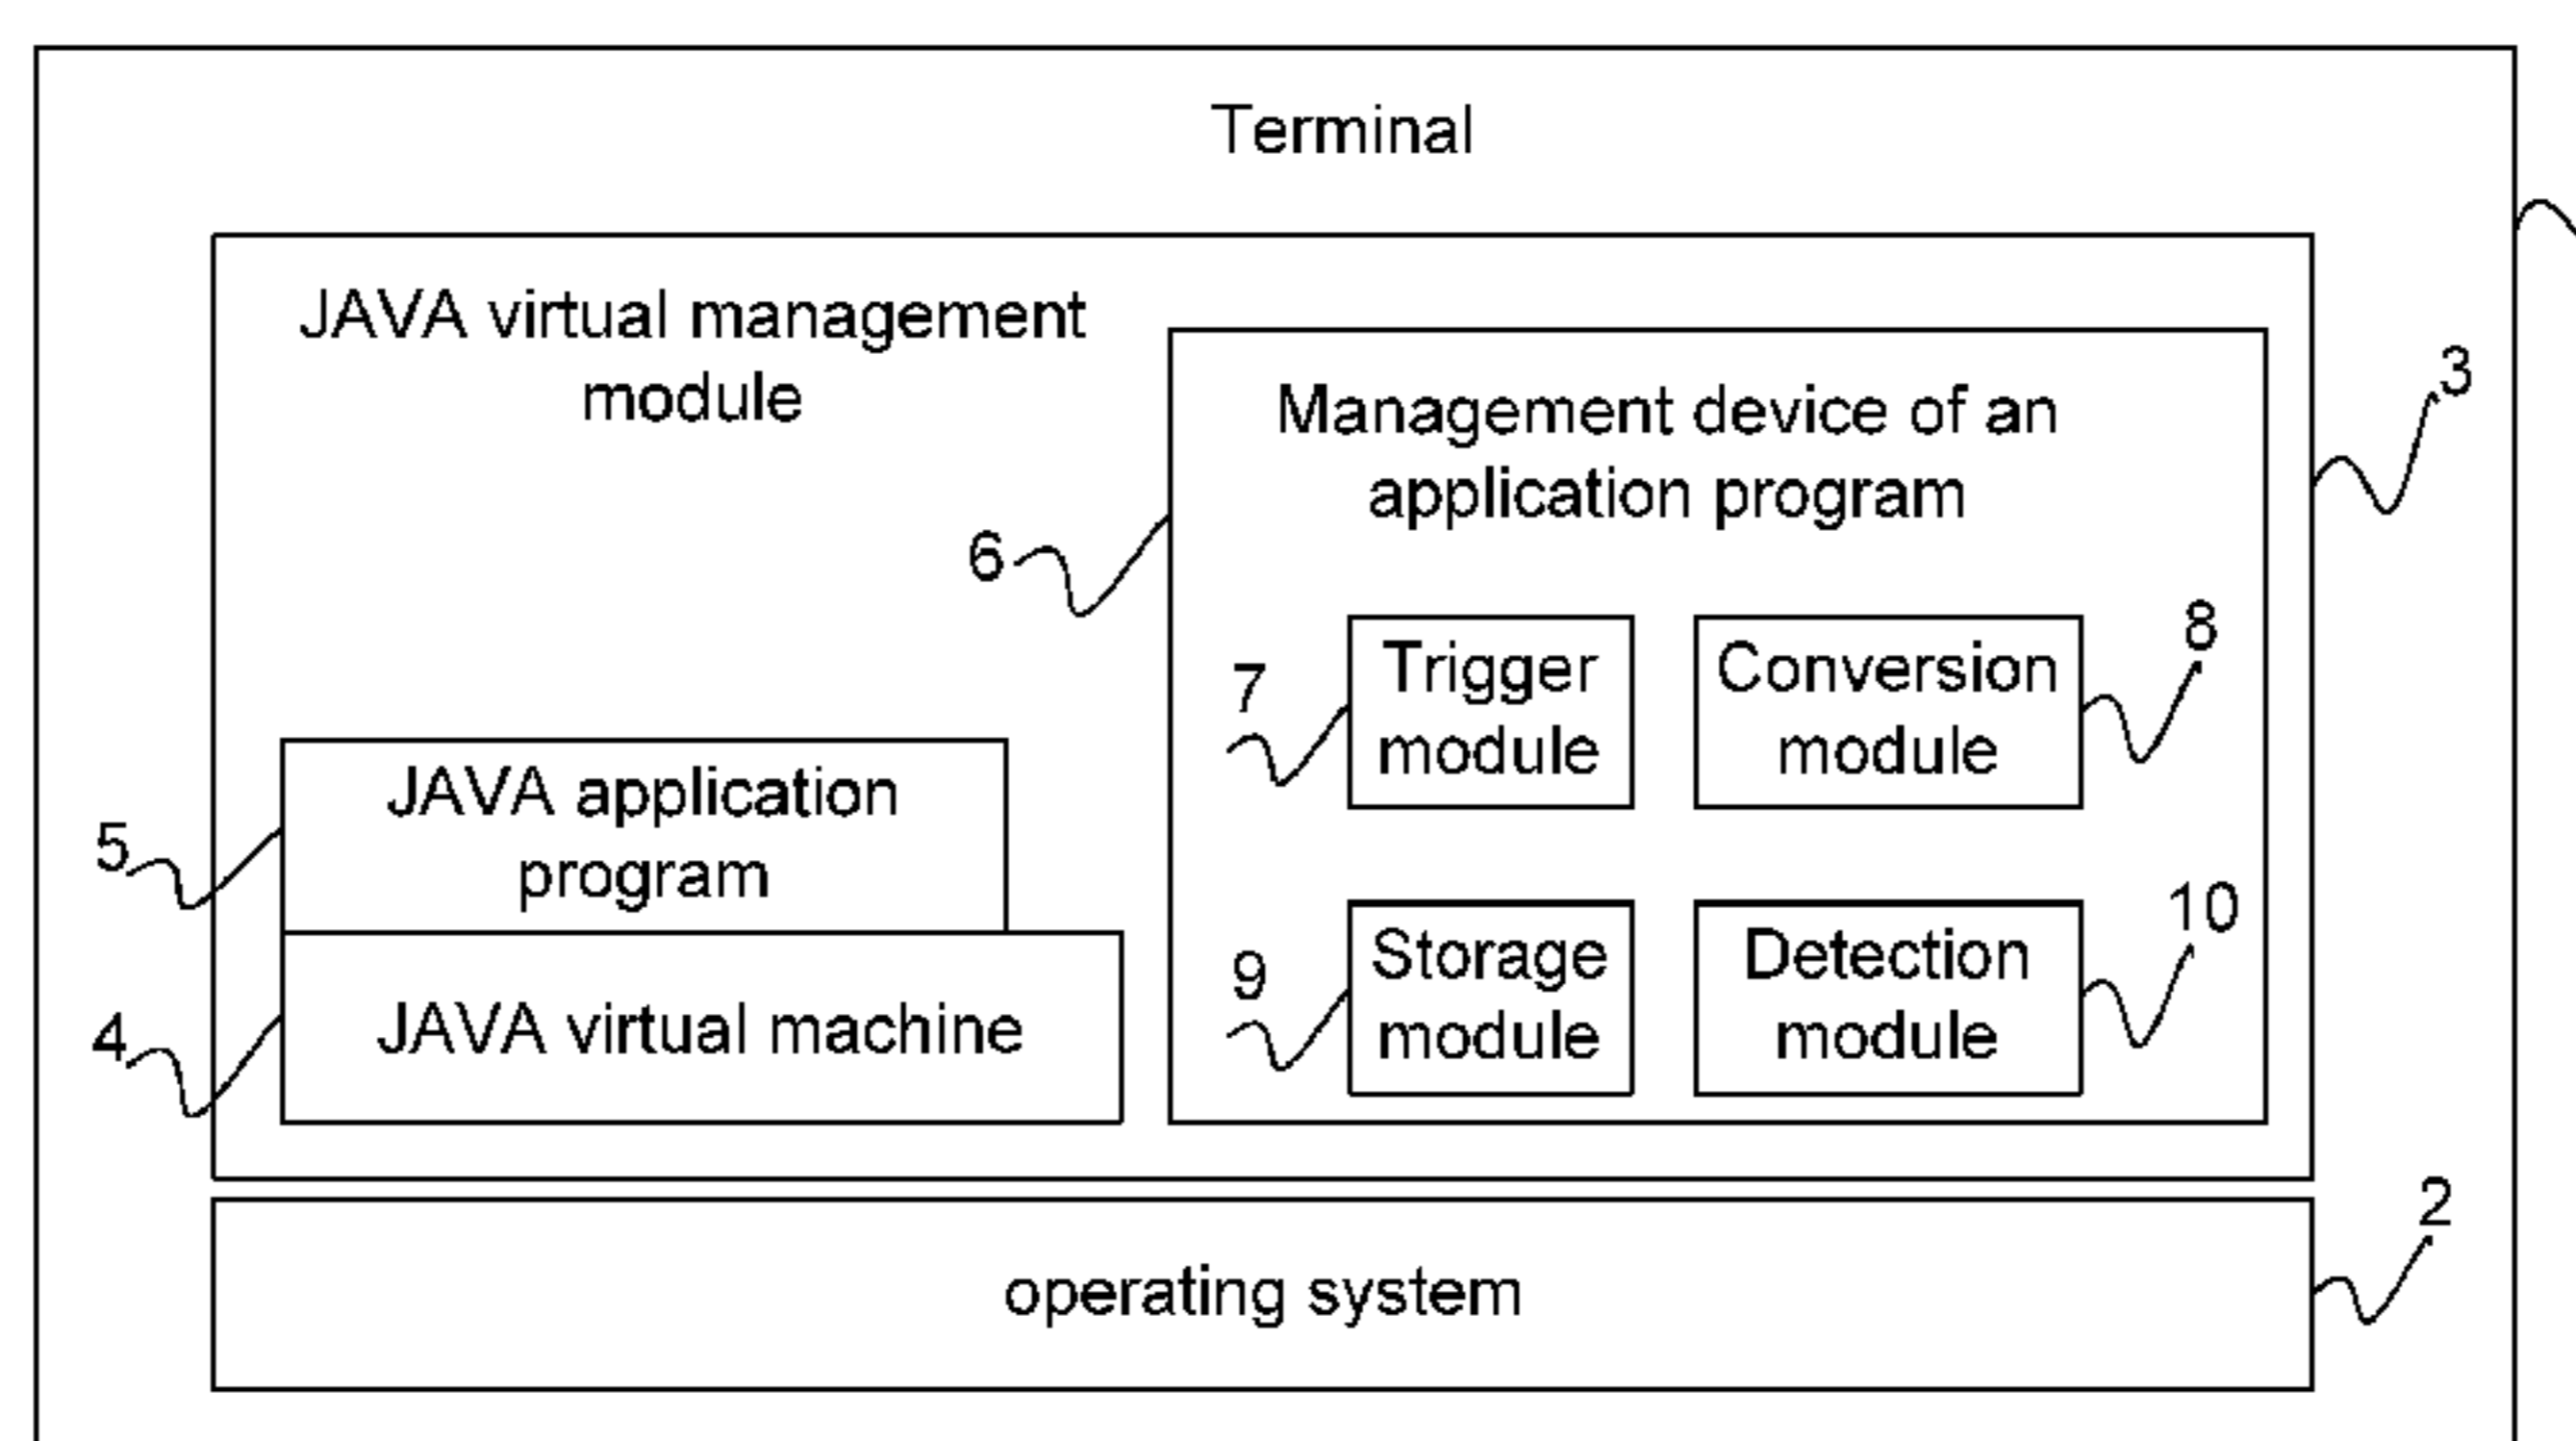 Terminal
JAVA virtual management
module
3
Management device of an
application program
6
8
7
Trigger
module
Conversion
module
5
JAVA application
program
10
9
Storage
module
Detection
module
4
JAVA virtual machine
2
operating system